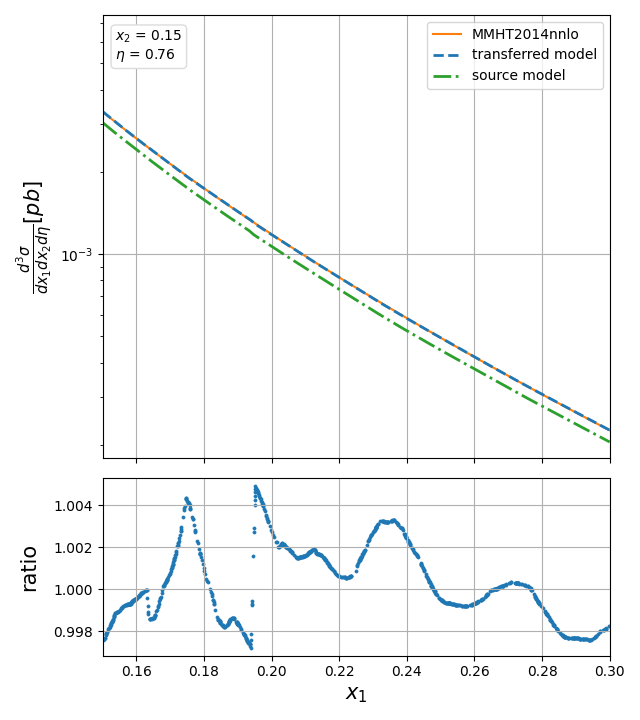 x₂ = 0.15
η = 0.76
MMHT2014nnlo
transferred model
source model
d³σ/dx₁dx₂dη [pb]
10⁻³
ratio
1.004
1.002
1.000
0.998
0.16 0.18 0.20 0.22 0.24 0.26 0.28 0.30
x₁